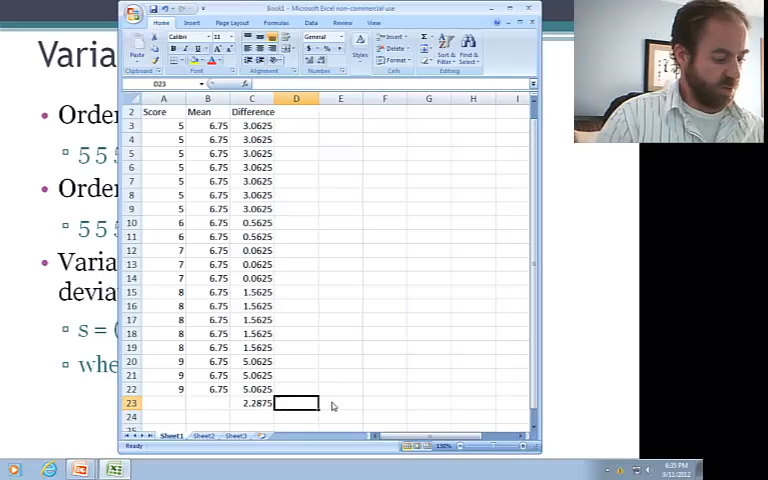 Book1 - Microsoft Excel non-commercial use
Home Insert Page Layout Formulas Data Review View
Calibri 11 General Insert Delete Format
Paste Styles Sort & Filter Find & Select
Clipboard Font Alignment Number Cells Editing
D23
A B C D E F G H I
2 Score Mean Difference
3 5 6.75 3.0625
4 5 6.75 3.0625
5 5 6.75 3.0625
6 5 6.75 3.0625
7 5 6.75 3.0625
8 5 6.75 3.0625
9 5 6.75 3.0625
10 6 6.75 0.5625
11 6 6.75 0.5625
12 7 6.75 0.0625
13 7 6.75 0.0625
14 7 6.75 0.0625
15 8 6.75 1.5625
16 8 6.75 1.5625
17 8 6.75 1.5625
18 8 6.75 1.5625
19 8 6.75 1.5625
20 9 6.75 5.0625
21 9 6.75 5.0625
22 9 6.75 5.0625
23 2.2875
24
25
Sheet1 Sheet2 Sheet3
Ready 130%
Varia
• Order
5 5 5
• Order
5 5 5
• Varia
devia
s = (
whe
6:35 PM
9/11/2012